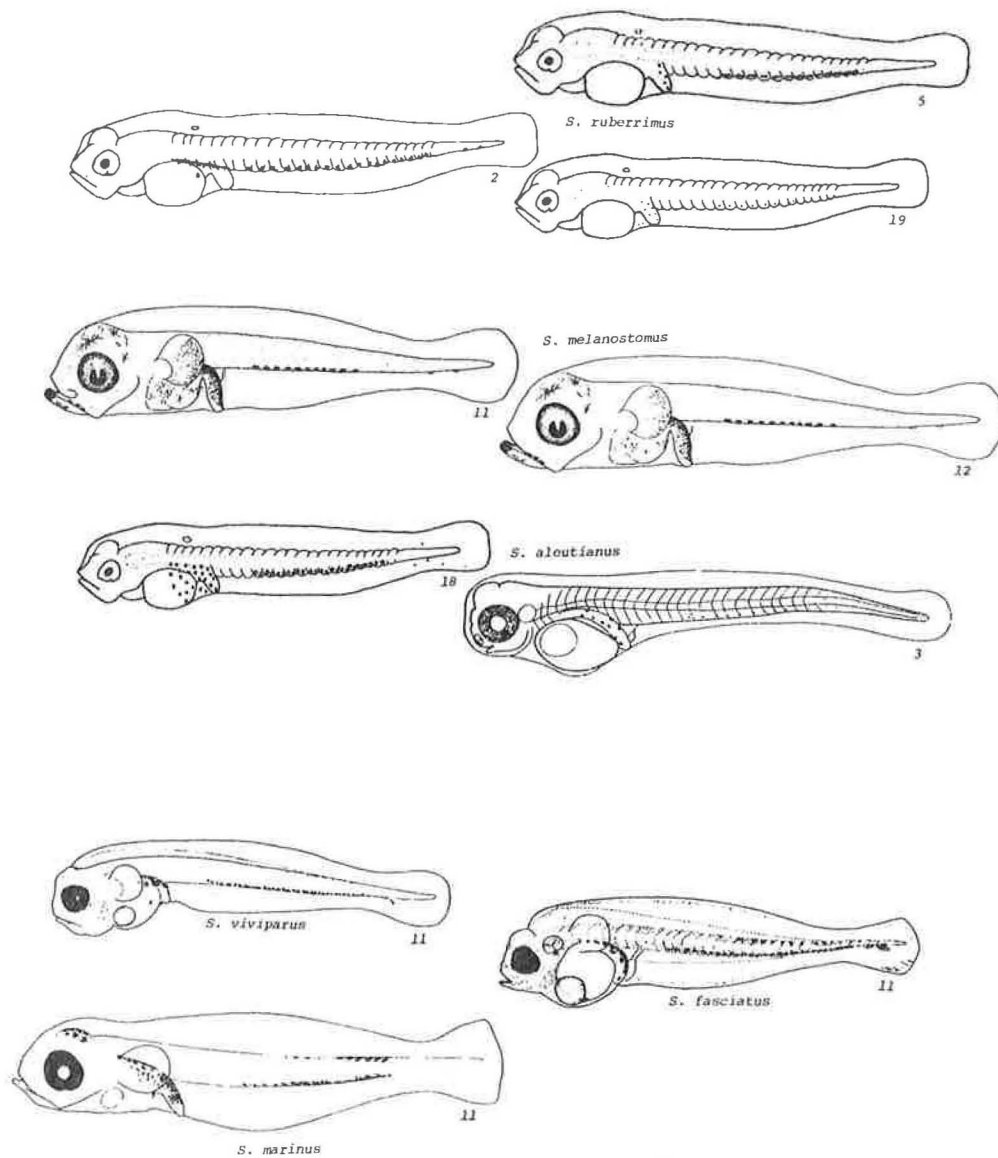 5
S. ruberrimus
2
19
S. melanostomus
11
12
S. aleutianus
18
3
S. viviparus
11
11
S. fasciatus
11
S. marinus